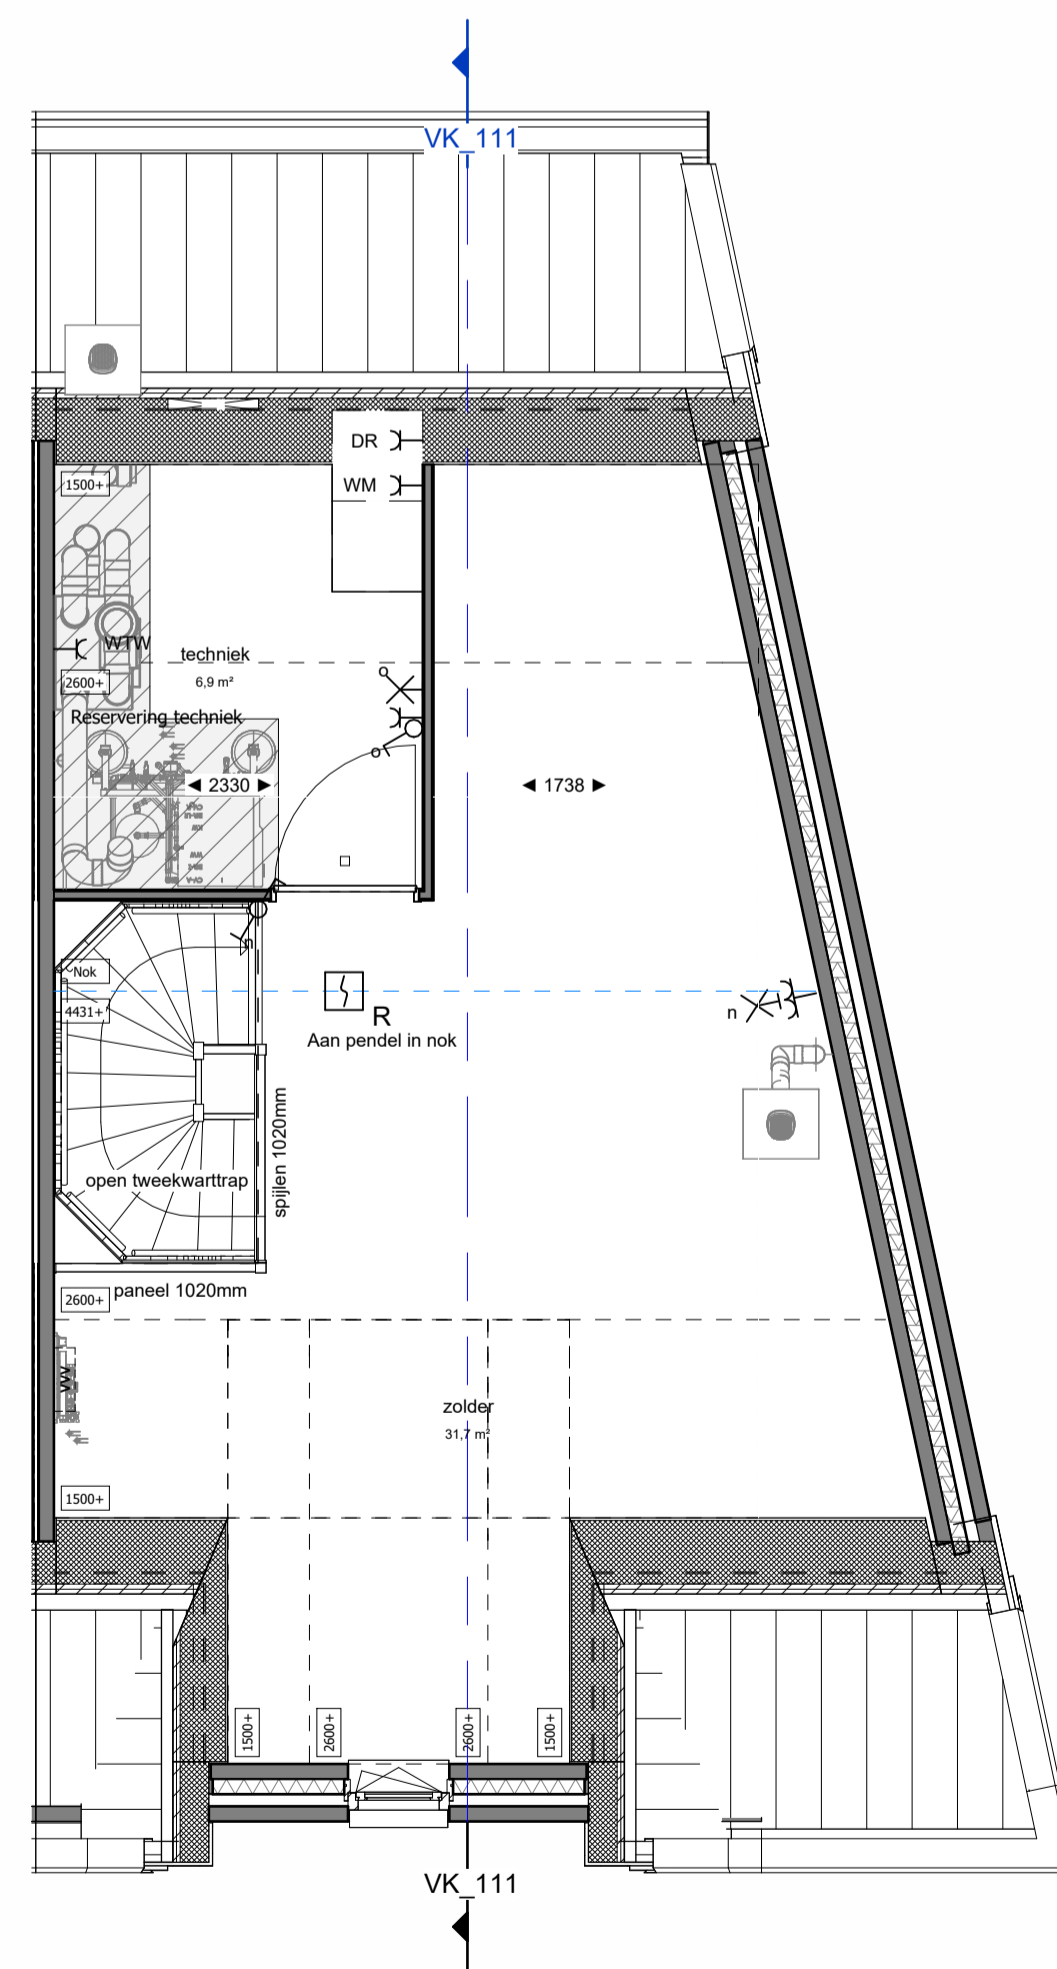 VK_111
DR
WM
1500+
WTW
techniek
6,9 m²
2600+
Reservering techniek
◄ 2330 ►
◄ 1738 ►
Nok
4431+
R
Aan pendel in nok
n
n
spijlen 1020mm
open tweekwarttrap
2600+
paneel 1020mm
VW
zolder
31,7 m²
1500+
1500+
2600+
2600+
1500+
VK_111